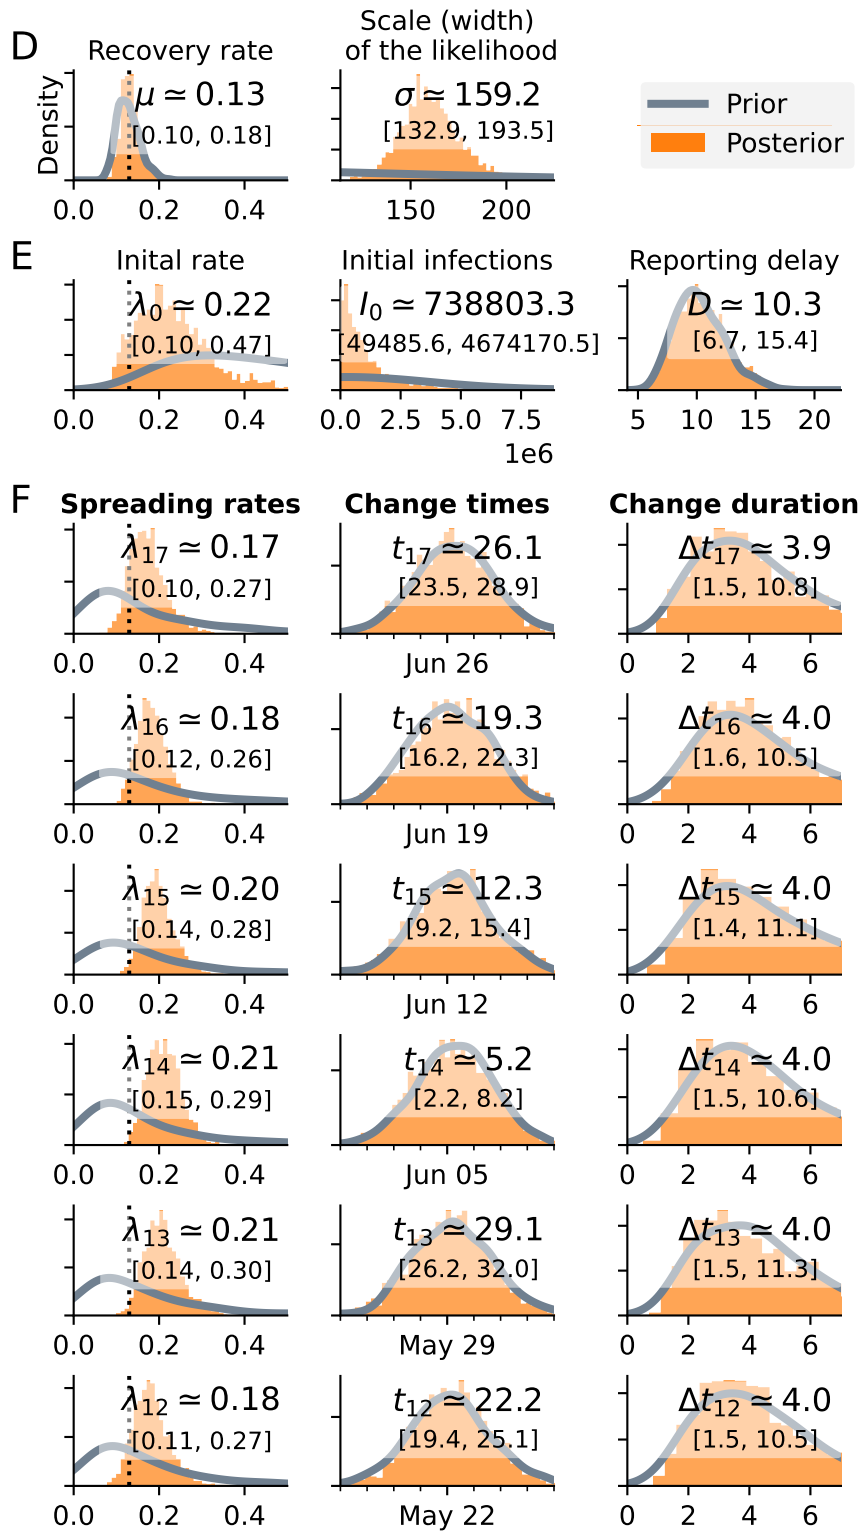 D
Recovery rate
Scale (width)
of the likelihood
Density
μ ≃ 0.13
[0.10, 0.18]
σ ≃ 159.2
[132.9, 193.5]
Prior
Posterior
0.0 0.2 0.4
150 200
E
Inital rate
Initial infections
Reporting delay
λ0 ≃ 0.22
[0.10, 0.47]
I0 ≃ 738803.3
[49485.6, 4674170.5]
D ≃ 10.3
[6.7, 15.4]
0.0 0.2 0.4
0.0 2.5 5.0 7.5
1e6
5 10 15 20
F
Spreading rates
Change times
Change duration
λ17 ≃ 0.17
[0.10, 0.27]
t17 ≃ 26.1
[23.5, 28.9]
Δt17 ≃ 3.9
[1.5, 10.8]
0.0 0.2 0.4
Jun 26
0 2 4 6
λ16 ≃ 0.18
[0.12, 0.26]
t16 ≃ 19.3
[16.2, 22.3]
Δt16 ≃ 4.0
[1.6, 10.5]
0.0 0.2 0.4
Jun 19
0 2 4 6
λ15 ≃ 0.20
[0.14, 0.28]
t15 ≃ 12.3
[9.2, 15.4]
Δt15 ≃ 4.0
[1.4, 11.1]
0.0 0.2 0.4
Jun 12
0 2 4 6
λ14 ≃ 0.21
[0.15, 0.29]
t14 ≃ 5.2
[2.2, 8.2]
Δt14 ≃ 4.0
[1.5, 10.6]
0.0 0.2 0.4
Jun 05
0 2 4 6
λ13 ≃ 0.21
[0.14, 0.30]
t13 ≃ 29.1
[26.2, 32.0]
Δt13 ≃ 4.0
[1.5, 11.3]
0.0 0.2 0.4
May 29
0 2 4 6
λ12 ≃ 0.18
[0.11, 0.27]
t12 ≃ 22.2
[19.4, 25.1]
Δt12 ≃ 4.0
[1.5, 10.5]
0.0 0.2 0.4
May 22
0 2 4 6